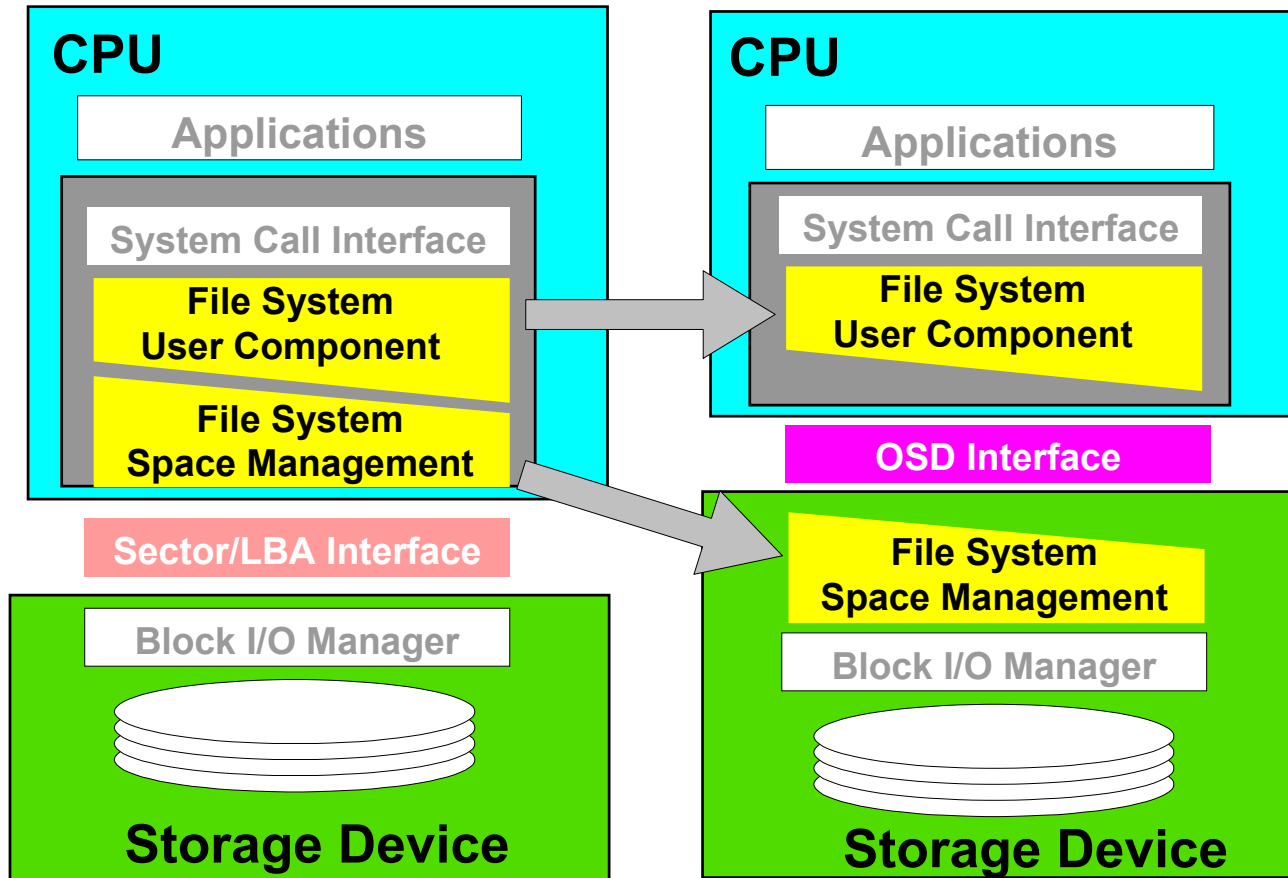 CPU
Applications
System Call Interface
File System
User Component
File System
Space Management
Sector/LBA Interface
Block I/O Manager
Storage Device
CPU
Applications
System Call Interface
File System
User Component
OSD Interface
File System
Space Management
Block I/O Manager
Storage Device